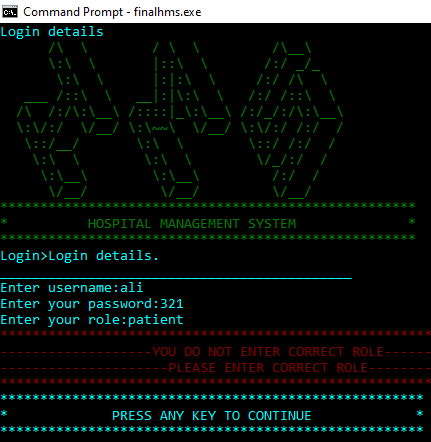 Command Prompt - finalhms.exe
Login details
HMS
****************************************************
* HOSPITAL MANAGEMENT SYSTEM *
****************************************************
Login>Login details.
____________________________________________
Enter username:ali
Enter your password:321
Enter your role:patient
******************************************************
-------------------YOU DO NOT ENTER CORRECT ROLE------
---------------------PLEASE ENTER CORRECT ROLE-----
******************************************************
*****************************************************
* PRESS ANY KEY TO CONTINUE *
*****************************************************